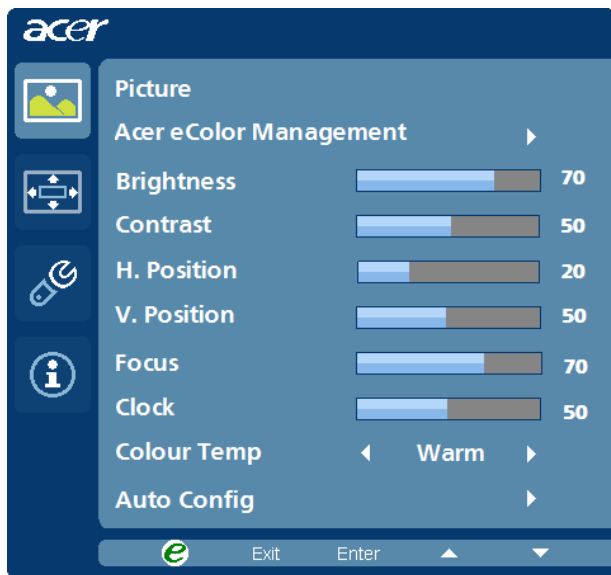 acer
Picture
Acer eColor Management
Brightness 70
Contrast 50
H. Position 20
V. Position 50
Focus 70
Clock 50
Colour Temp Warm
Auto Config
e Exit Enter